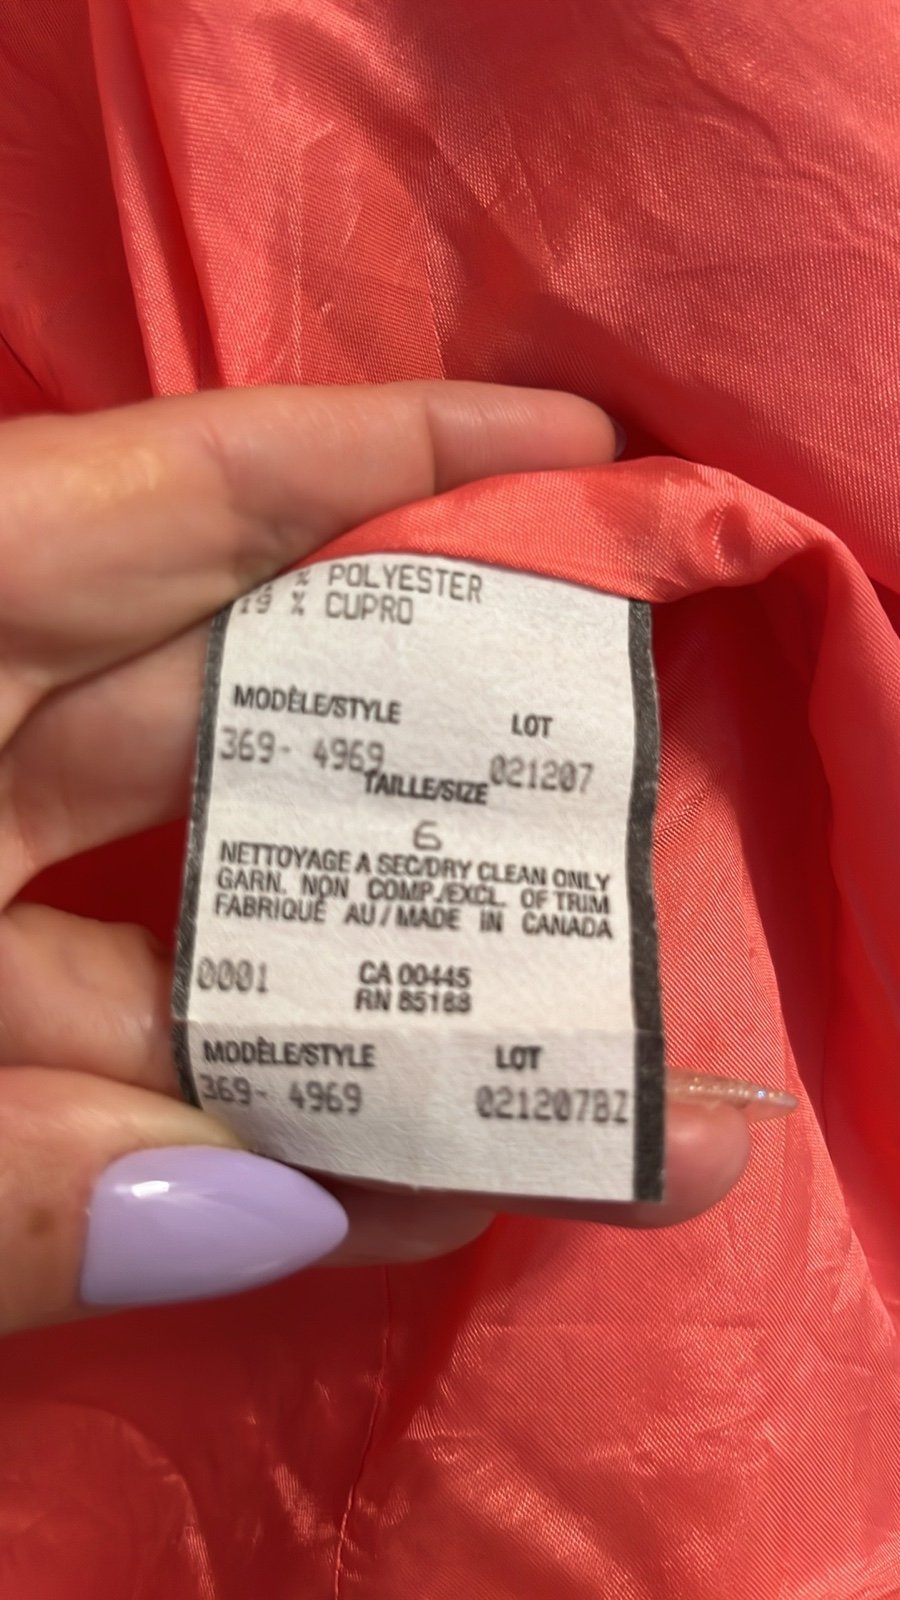 % POLYESTER
19 % CUPRO
MODÈLE/STYLE LOT
369- 4969 021207
TAILLE/SIZE
6
NETTOYAGE A SEC/DRY CLEAN ONLY
GARN. NON COMP./EXCL. OF TRIM
FABRIQUÉ AU/MADE IN CANADA
0001 CA 00445
RN 85188
MODÈLE/STYLE LOT
369- 4969 021207BZ